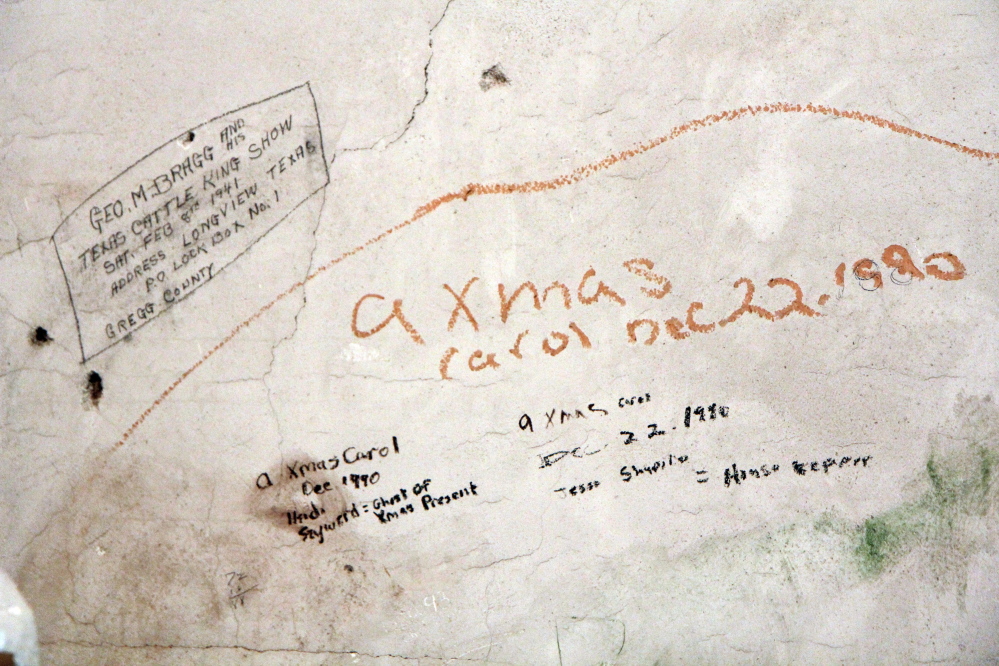 GEO. M. BRAGG AND HIS
TEXAS CATTLE KING SHOW
SAT. FEB 8th 1941
ADDRESS LONGVIEW TEXAS
P.O. LOCK BOX No. 1
GREGG COUNTY
a xmas
carol Dec 22. 1990
a Xmas Carol
Dec 1990
Heidi
= Ghost of
Xmas Present
a xmas carol
DEC 22. 1990
= House